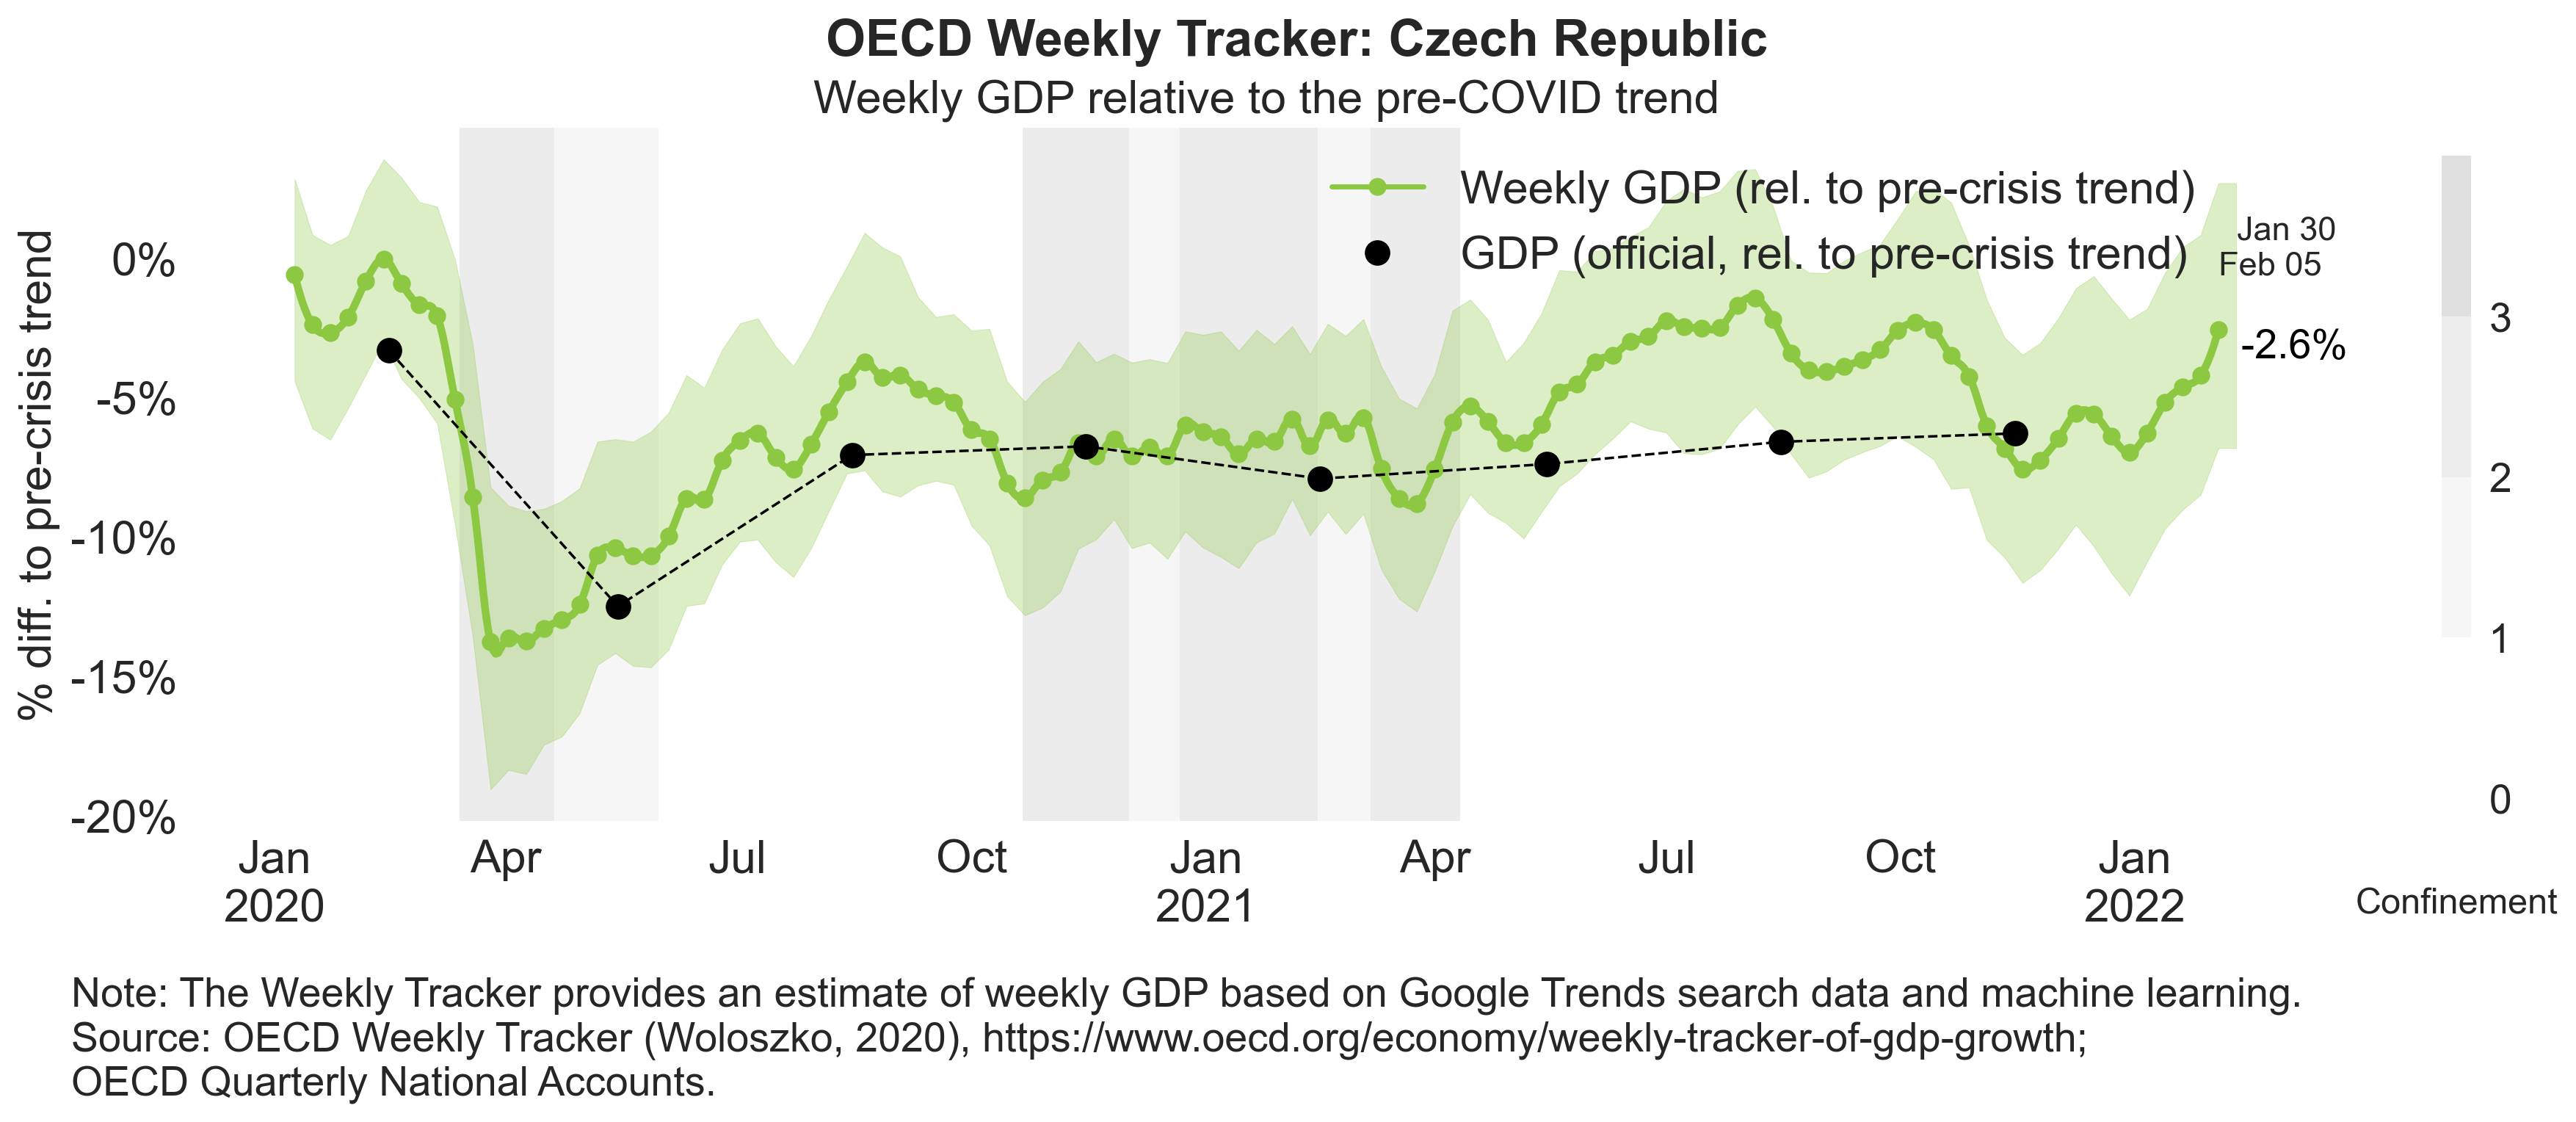 OECD Weekly Tracker: Czech Republic
Weekly GDP relative to the pre-COVID trend
% diff. to pre-crisis trend
0%
-5%
-10%
-15%
-20%
Weekly GDP (rel. to pre-crisis trend)
GDP (official, rel. to pre-crisis trend)
Jan 30
Feb 05
-2.6%
3
2
1
0
Confinement
Jan
2020
Apr
Jul
Oct
Jan
2021
Apr
Jul
Oct
Jan
2022
Note: The Weekly Tracker provides an estimate of weekly GDP based on Google Trends search data and machine learning.
Source: OECD Weekly Tracker (Woloszko, 2020), https://www.oecd.org/economy/weekly-tracker-of-gdp-growth;
OECD Quarterly National Accounts.